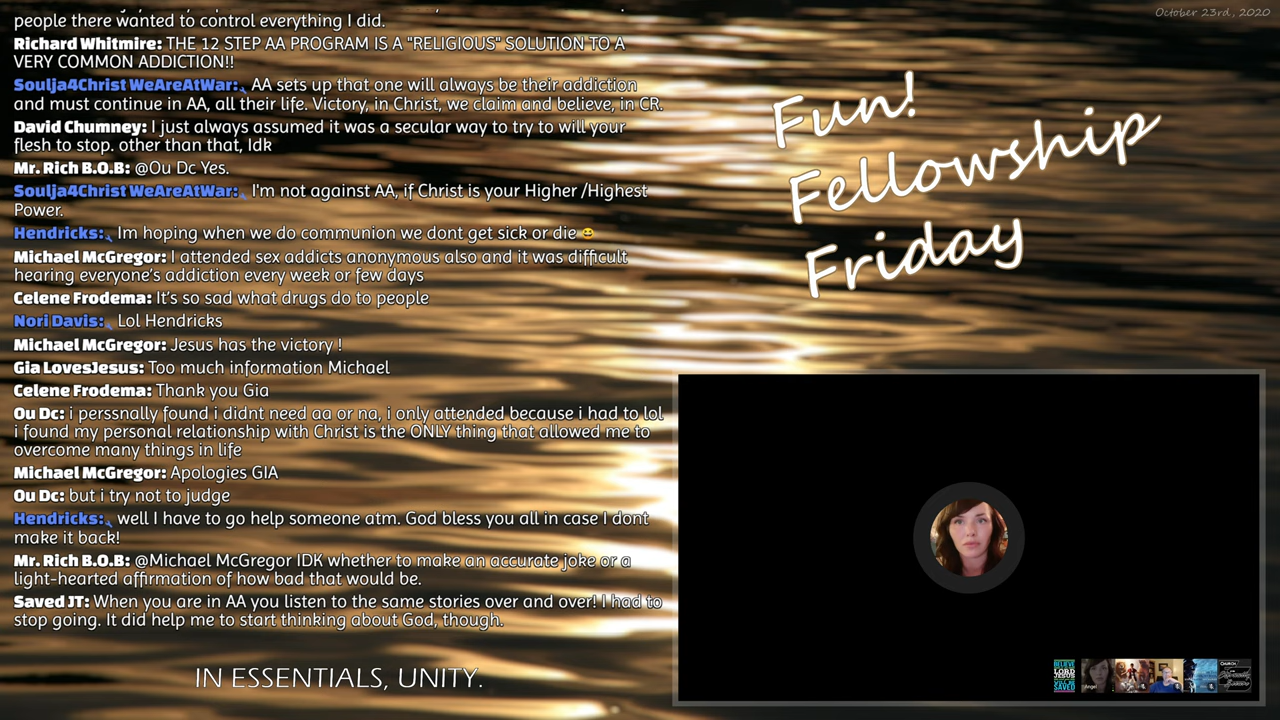 people there wanted to control everything I did.
Richard Whitmire: THE 12 STEP AA PROGRAM IS A "RELIGIOUS" SOLUTION TO A
VERY COMMON ADDICTION!!
Soulja4Christ WeAreAtWar: AA sets up that one will always be their addiction
and must continue in AA, all their life. Victory, in Christ, we claim and believe, in CR.
David Chumney: I just always assumed it was a secular way to try to will your
flesh to stop. other than that, Idk
Mr. Rich B.O.B: @Ou Dc Yes.
Soulja4Christ WeAreAtWar: I'm not against AA, if Christ is your Higher /Highest
Power.
Hendricks: Im hoping when we do communion we dont get sick or die 😄
Michael McGregor: I attended sex addicts anonymous also and it was difficult
hearing everyone's addiction every week or few days
Celene Frodema: It's so sad what drugs do to people
Nori Davis: Lol Hendricks
Michael McGregor: Jesus has the victory !
Gia LovesJesus: Too much information Michael
Celene Frodema: Thank you Gia
Ou Dc: i perssnally found i didnt need aa or na, i only attended because i had to lol
i found my personal relationship with Christ is the ONLY thing that allowed me to
overcome many things in life
Michael McGregor: Apologies GIA
Ou Dc: but i try not to judge
Hendricks: well I have to go help someone atm. God bless you all in case I dont
make it back!
Mr. Rich B.O.B: @Michael McGregor IDK whether to make an accurate joke or a
light-hearted affirmation of how bad that would be.
Saved JT: When you are in AA you listen to the same stories over and over! I had to
stop going. It did help me to start thinking about God, though.
IN ESSENTIALS, UNITY.
October 23rd, 2020
Fun!
Fellowship
Friday
BELIEVE
LORD
JESUS
SAVED
Angel
CHURCH